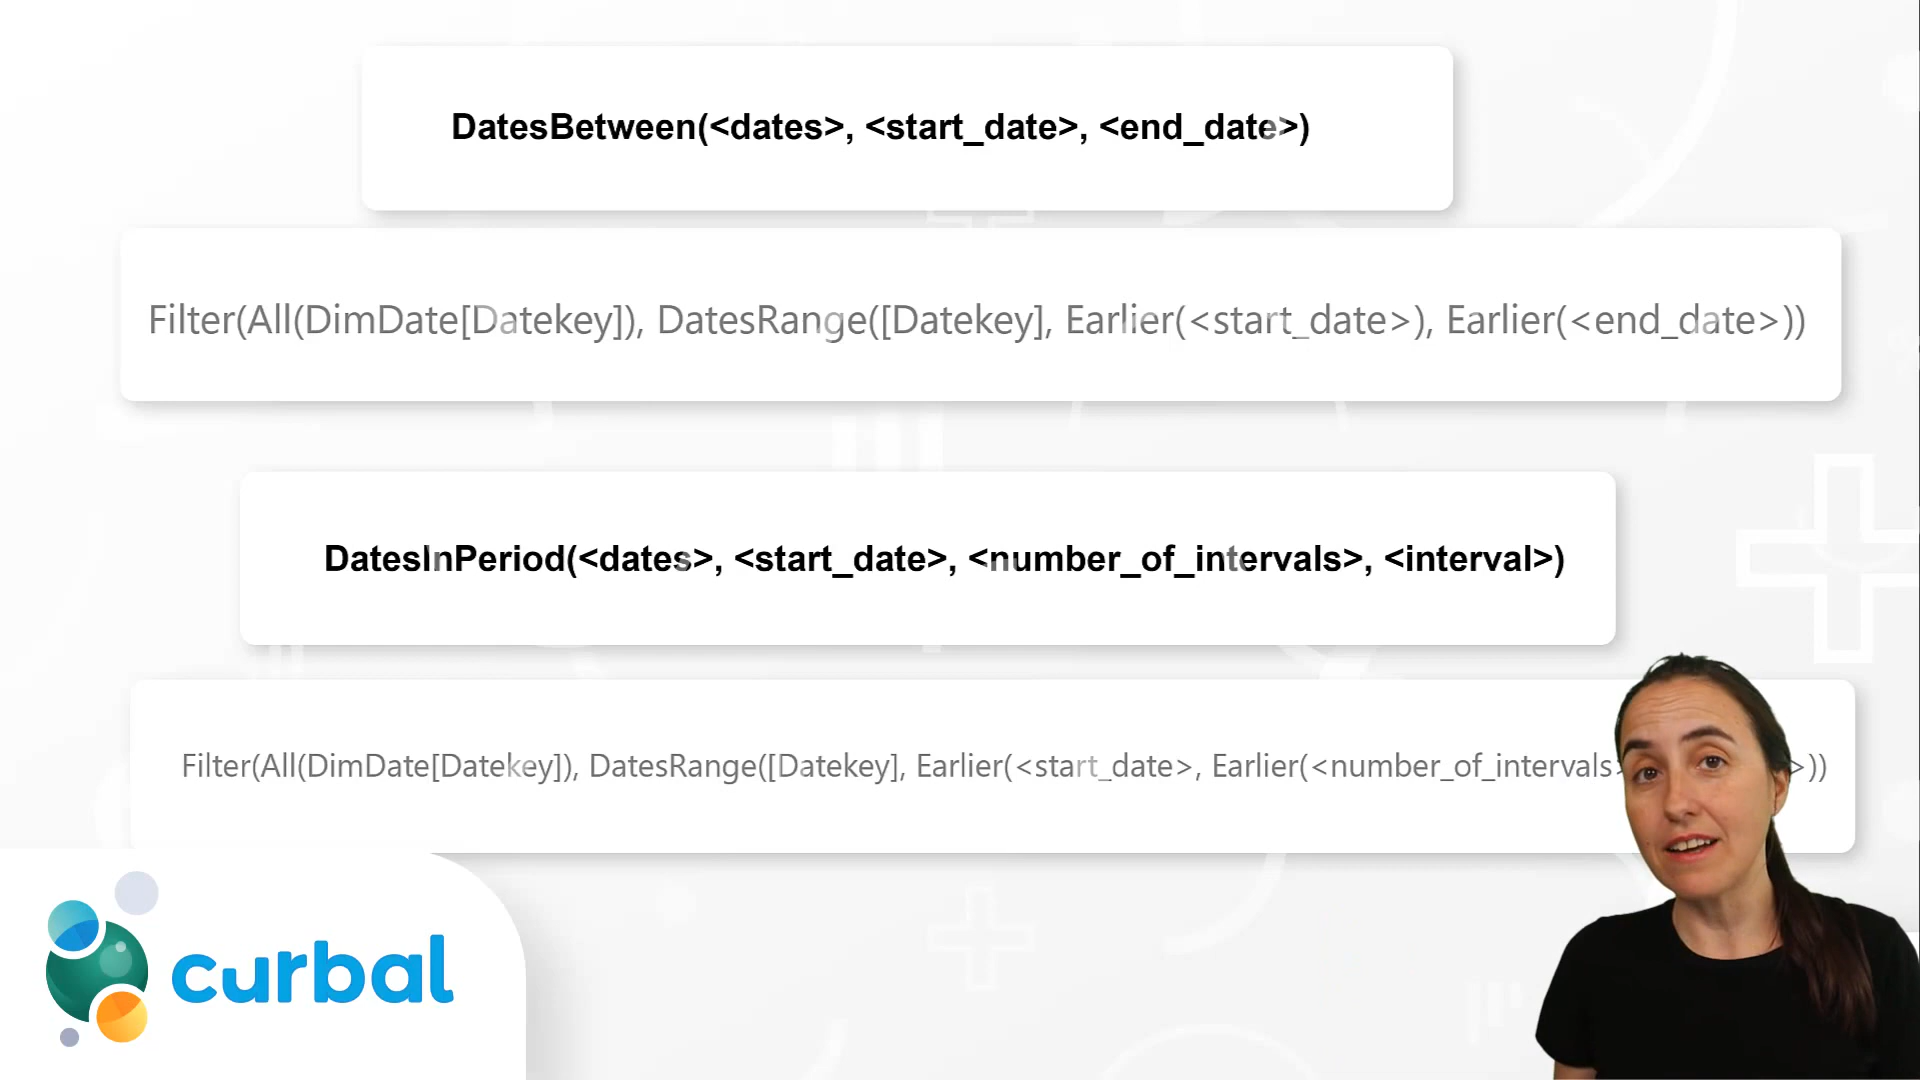 DatesBetween(<dates>, <start_date>, <end_date>)
Filter(All(DimDate[Datekey]), DatesRange([Datekey], Earlier(<start_date>), Earlier(<end_date>))
DatesInPeriod(<dates>, <start_date>, <number_of_intervals>, <interval>)
Filter(All(DimDate[Datekey]), DatesRange([Datekey], Earlier(<start_date>, Earlier(<number_of_intervals >))
curbal